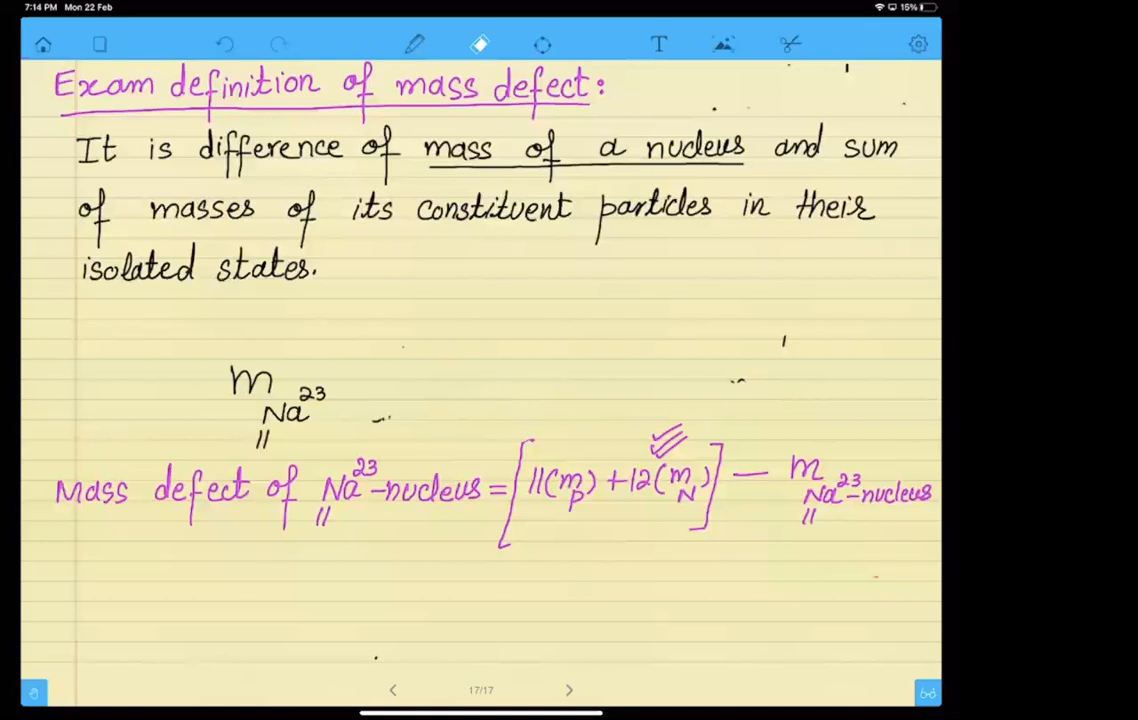 7:14 PM Mon 22 Feb 15%
T
Exam definition of mass defect:
It is difference of mass of a nucleus and sum
of masses of its constituent particles in their
isolated states.
m Na 23
11
Mass defect of Na 23 -nucleus = [ 11(m P) + 12(m N) ] — m Na 23 -nucleus
11 11
17/17